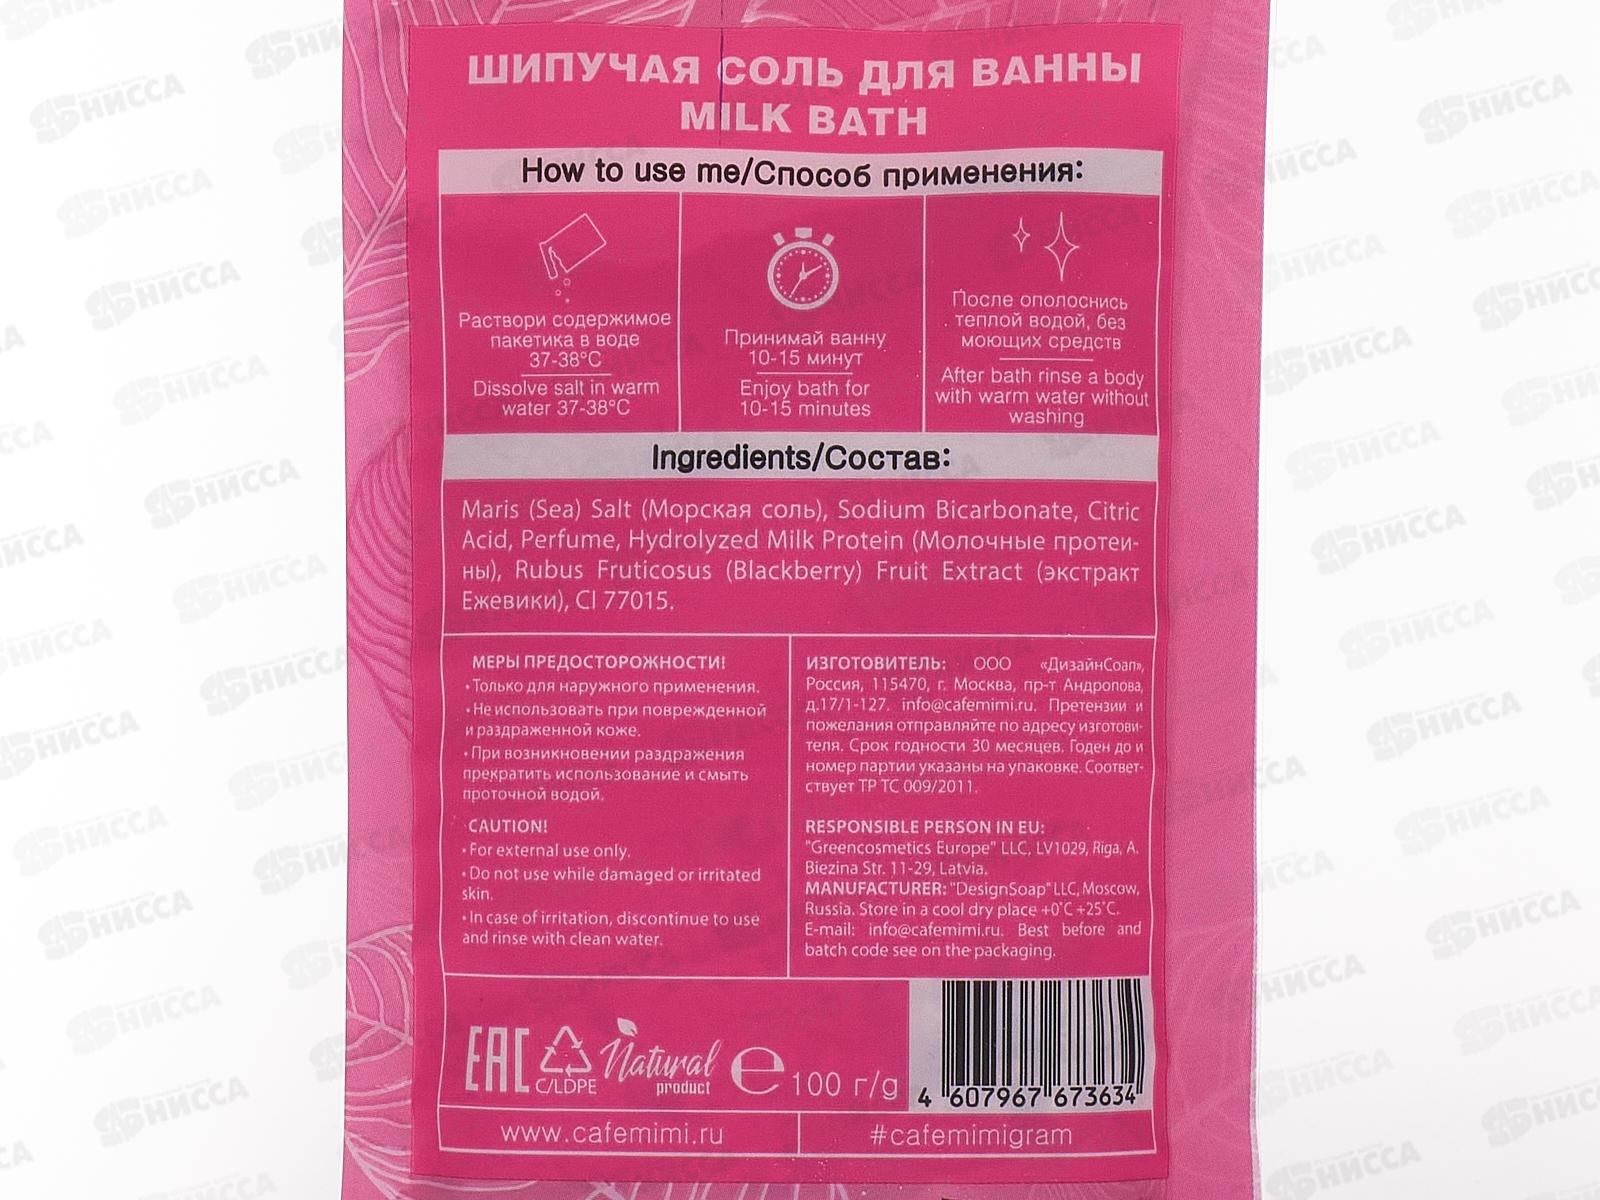 ШИПУЧАЯ СОЛЬ ДЛЯ ВАННЫ
MILK BATH
How to use me/Способ применения:
Раствори содержимое
пакетика в воде
37-38°C
Dissolve salt in warm
water 37-38°C
Принимай ванну
10-15 минут
Enjoy bath for
10-15 minutes
После ополоснись
теплой водой, без
моющих средств
After bath rinse a body
with warm water without
washing
Ingredients/Состав:
Maris (Sea) Salt (Морская соль), Sodium Bicarbonate, Citric
Acid, Perfume, Hydrolyzed Milk Protein (Молочные протеи-
ны), Rubus Fruticosus (Blackberry) Fruit Extract (экстракт
Ежевики), CI 77015.
МЕРЫ ПРЕДОСТОРОЖНОСТИ!
• Только для наружного применения.
• Не использовать при поврежденной
и раздраженной коже.
• При возникновении раздражения
прекратить использование и смыть
проточной водой.
CAUTION!
• For external use only.
• Do not use while damaged or irritated
skin.
• In case of irritation, discontinue to use
and rinse with clean water.
ИЗГОТОВИТЕЛЬ: ООО «ДизайнСоап»,
Россия, 115470, г. Москва, пр-т Андропова,
д.17/1-127. info@cafemimi.ru. Претензии и
пожелания отправляйте по адресу изготови-
теля. Срок годности 30 месяцев. Годен до и
номер партии указаны на упаковке. Соответ-
ствует ТР ТС 009/2011.
RESPONSIBLE PERSON IN EU:
"Greencosmetics Europe" LLC, LV1029, Riga, A.
Biezina Str. 11-29, Latvia.
MANUFACTURER: "DesignSoap" LLC, Moscow,
Russia. Store in a cool dry place +0°C +25°C.
E-mail: info@cafemimi.ru. Best before and
batch code see on the packaging.
EAC
C/LDPE
Natural
product
e 100 г/g
4 607967 673634
www.cafemimi.ru
#cafemimigram
НИССА